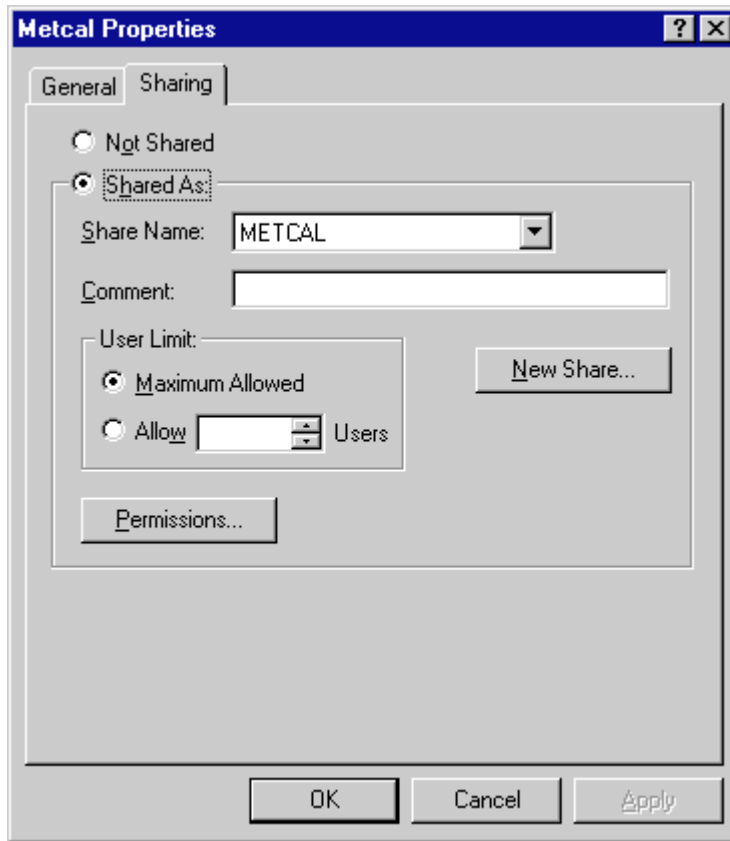 Metcal Properties
General Sharing
Not Shared
Shared As:
Share Name: METCAL
Comment:
User Limit:
Maximum Allowed
New Share...
Allow Users
Permissions...
OK Cancel Apply